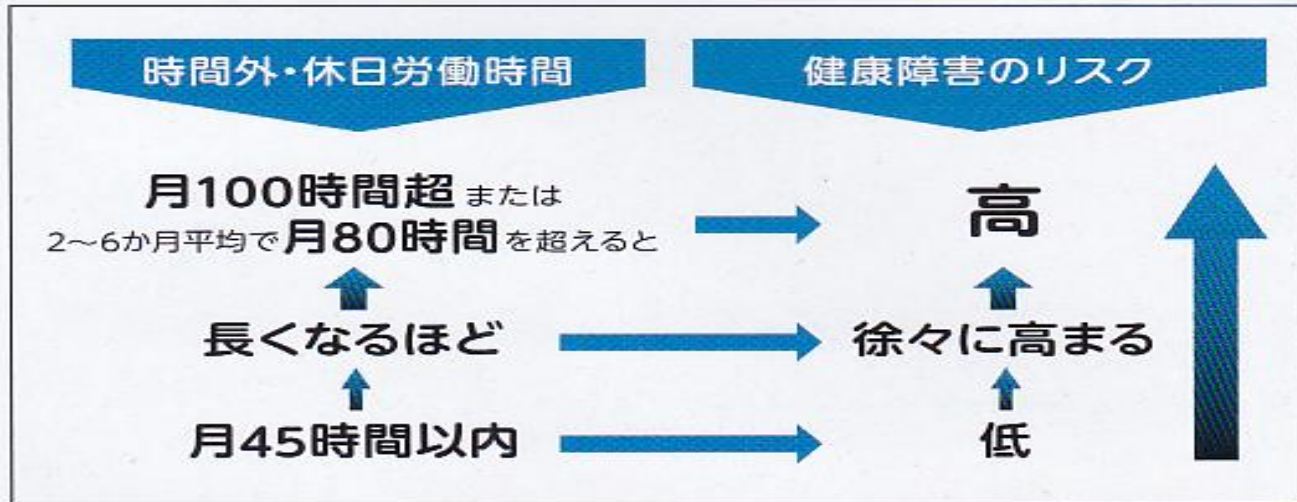 時間外・休日労働時間
健康障害のリスク
月100時間超 または
2～6か月平均で 月80時間 を超えると
高
長くなるほど
徐々に高まる
月45時間以内
低